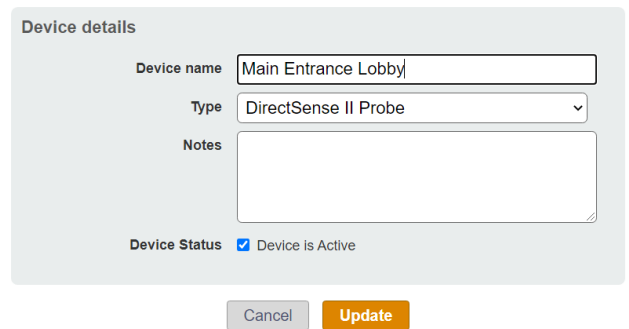 Device details
Device name Main Entrance Lobby
Type DirectSense II Probe
Notes
Device Status Device is Active
Cancel Update